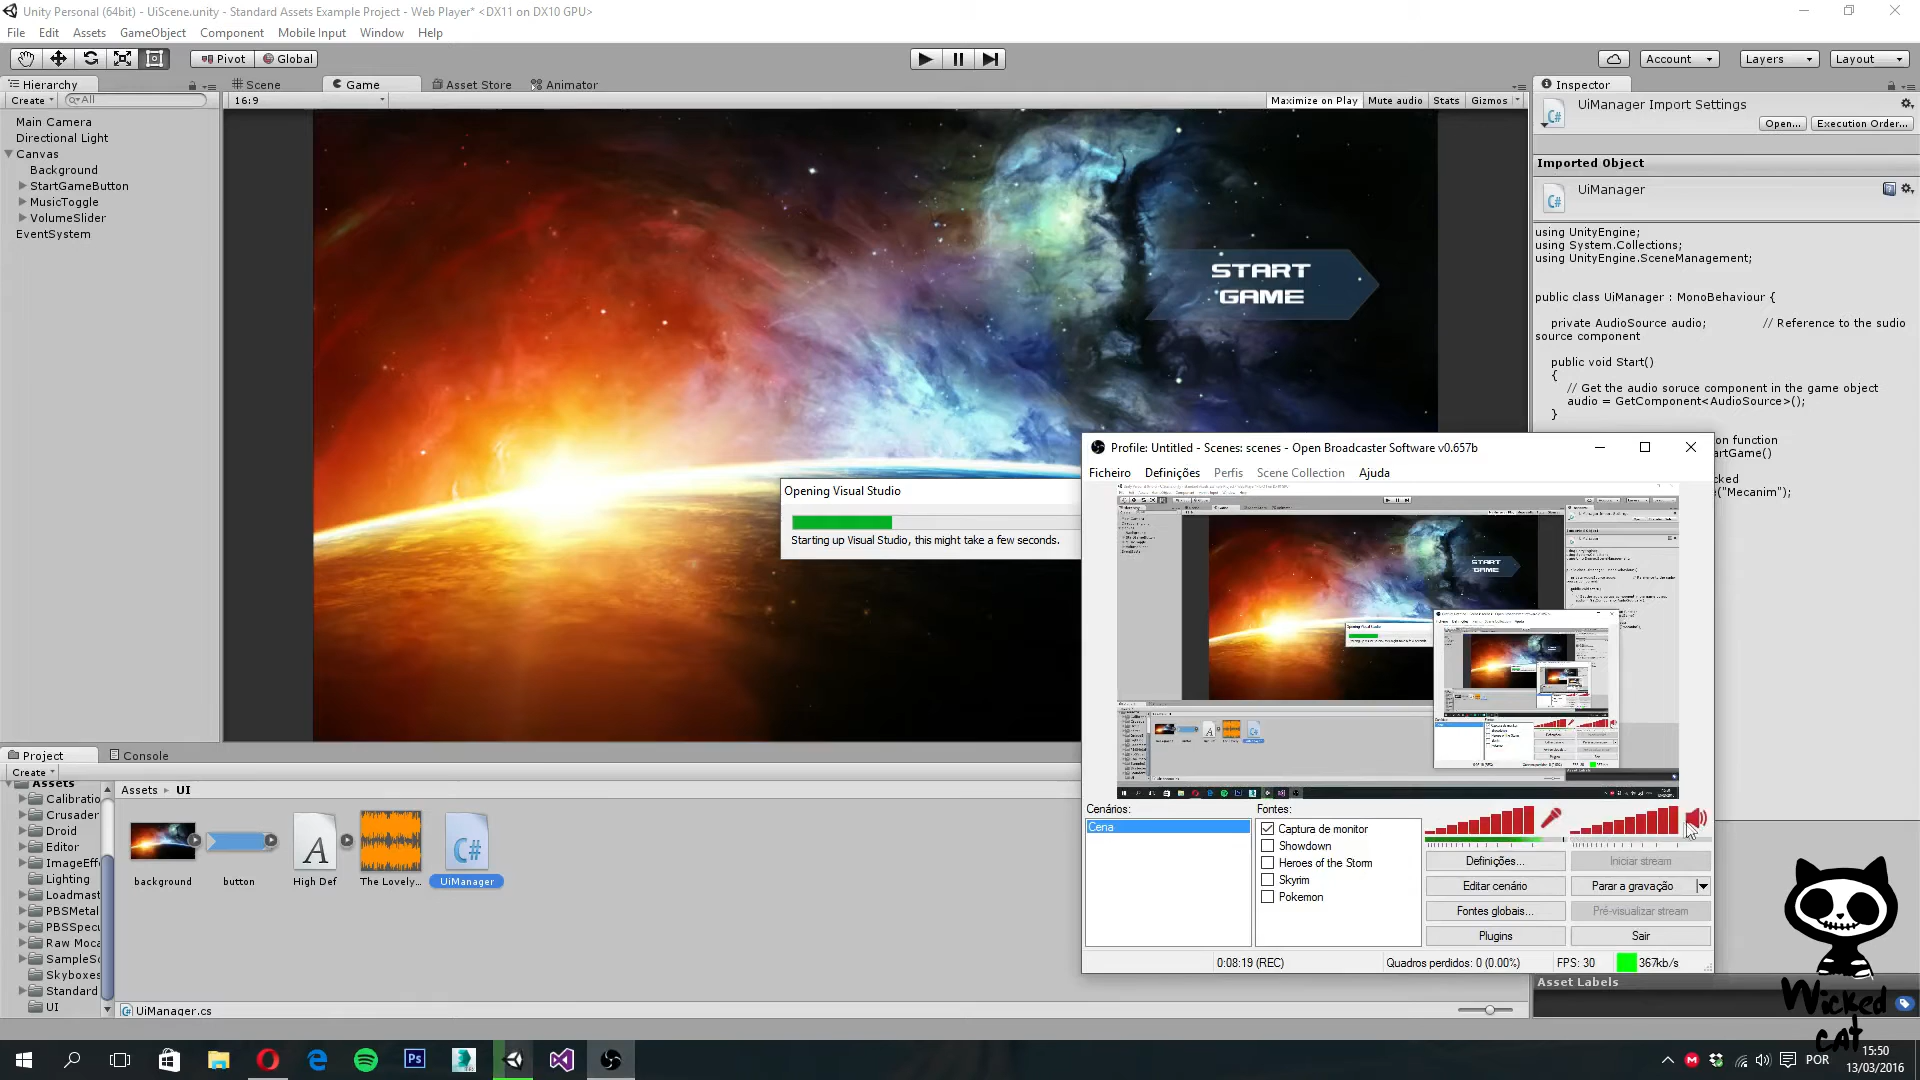 Unity Personal (64bit) - UiScene.unity - Standard Assets Example Project - Web Player* <DX11 on DX10 GPU>
File Edit Assets GameObject Component Mobile Input Window Help
Pivot Global Account Layers Layout
Hierarchy
Create All
Main Camera
Directional Light
Canvas
Background
StartGameButton
MusicToggle
VolumeSlider
EventSystem
Scene Game Asset Store Animator
16:9 Maximize on Play Mute audio Stats Gizmos
START
GAME
Inspector
UiManager Import Settings
Open... Execution Order...
Imported Object
UiManager
using UnityEngine;
using System.Collections;
using UnityEngine.SceneManagement;
public class UiManager : MonoBehaviour {
private AudioSource audio; // Reference to the sudio
source component
public void Start()
{
// Get the audio soruce component in the game object
audio = GetComponent<AudioSource>();
}
on function
artGame()
cked
e("Mecanim");
Opening Visual Studio
Starting up Visual Studio, this might take a few seconds.
Profile: Untitled - Scenes: scenes - Open Broadcaster Software v0.657b
Ficheiro Definições Perfis Scene Collection Ajuda
START
GAME
Cenários:
Cena
Fontes:
Captura de monitor
Showdown
Heroes of the Storm
Skyrim
Pokemon
Definições... Iniciar stream
Editar cenário Parar a gravação
Fontes globais... Pré-visualizar stream
Plugins Sair
0:08:19 (REC) Quadros perdidos: 0 (0.00%) FPS: 30 367kb/s
Project Console
Create
Assets
Calibratio
Crusader
Droid
Editor
ImageEff
Lighting
Loadmast
PBSMetal
PBSSpecu
Raw Moca
SampleSc
Skyboxes
Standard
UI
Assets UI
background button High Def The Lovely... UiManager
UiManager.cs
Asset Labels
Wicked
cat
POR
15:50
13/03/2016